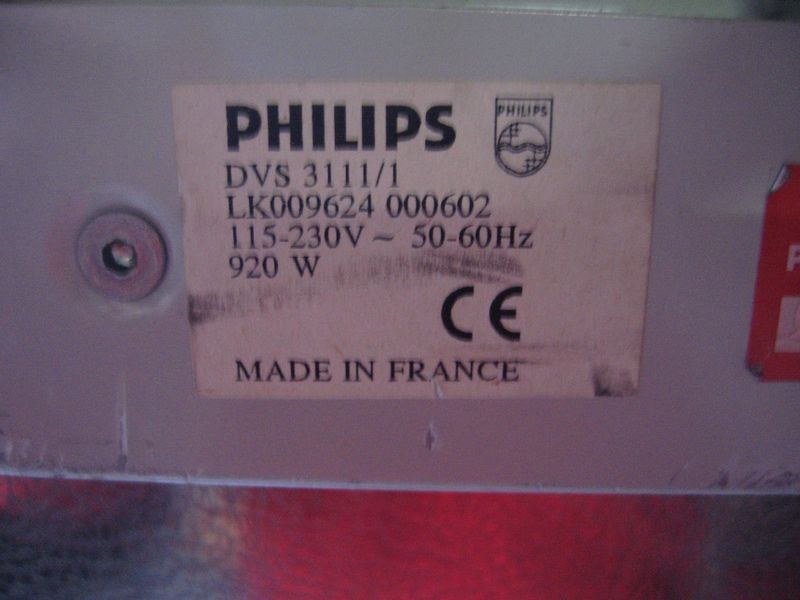 PHILIPS
PHILIPS
DVS 3111/1
LK009624 000602
115-230V ~ 50-60Hz
920 W
CE
MADE IN FRANCE